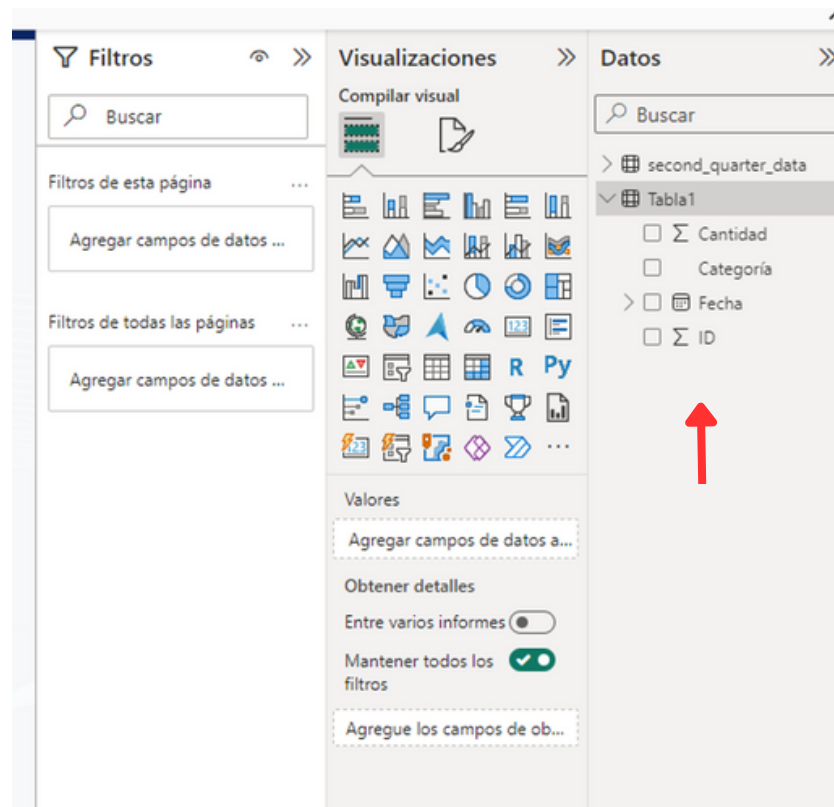 Filtros
Buscar
Filtros de esta página
...
Agregar campos de datos ...
Filtros de todas las páginas
...
Agregar campos de datos ...
Visualizaciones
Compilar visual
123
R
Py
123
...
Valores
Agregar campos de datos a...
Obtener detalles
Entre varios informes
Mantener todos los
filtros
Agregue los campos de ob...
Datos
Buscar
second_quarter_data
Tabla1
∑ Cantidad
Categoría
Fecha
∑ ID